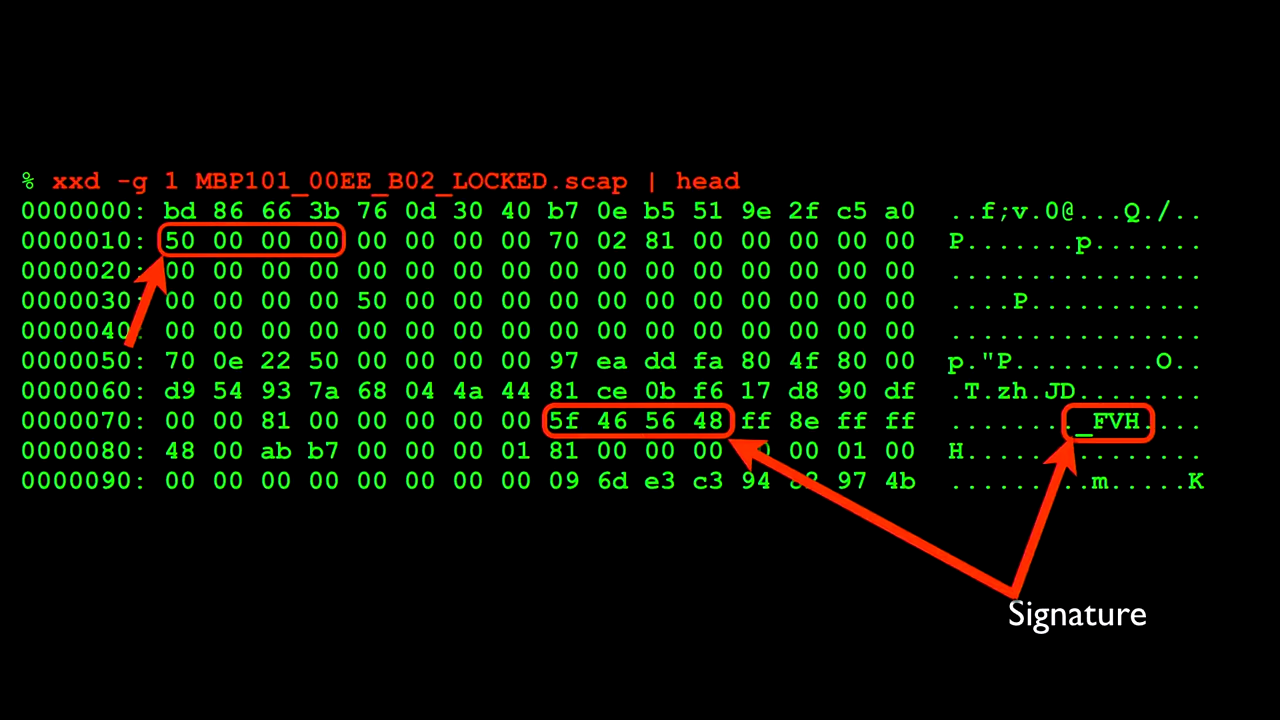 % xxd -g 1 MBP101_00EE_B02_LOCKED.scap | head
0000000: bd 86 66 3b 76 0d 30 40 b7 0e b5 51 9e 2f c5 a0  ..f;v.0@...Q./..
0000010: 50 00 00 00 00 00 00 00 70 02 81 00 00 00 00 00  P.......p.......
0000020: 00 00 00 00 00 00 00 00 00 00 00 00 00 00 00 00  ................
0000030: 00 00 00 00 50 00 00 00 00 00 00 00 00 00 00 00  ....P...........
0000040: 00 00 00 00 00 00 00 00 00 00 00 00 00 00 00 00  ................
0000050: 70 0e 22 50 00 00 00 00 97 ea dd fa 80 4f 80 00  p."P.........O..
0000060: d9 54 93 7a 68 04 4a 44 81 ce 0b f6 17 d8 90 df  .T.zh.JD........
0000070: 00 00 81 00 00 00 00 00 5f 46 56 48 ff 8e ff ff  ........_FVH....
0000080: 48 00 ab b7 00 00 00 01 81 00 00 00 00 00 01 00  H...............
0000090: 00 00 00 00 00 00 00 00 09 6d e3 c3 94 82 97 4b  .........m.....K
Signature